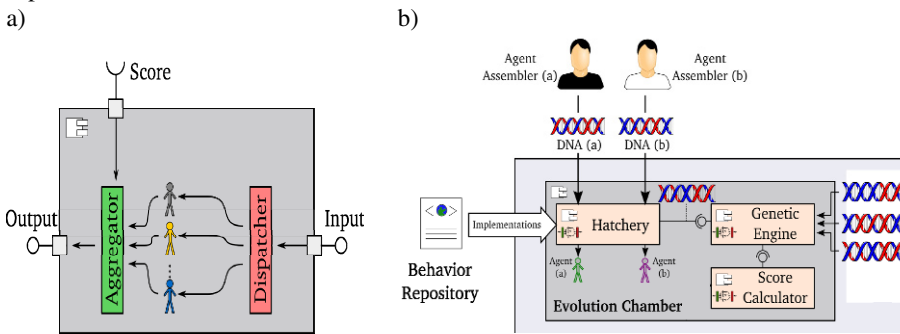 a)
Score
Output
Aggregator
Dispatcher
Input
b)
Agent
Assembler (a)
Agent
Assembler (b)
DNA (a)
DNA (b)
Implementations
Hatchery
Genetic
Engine
Agent
(a)
Agent
(b)
Score
Calculator
Behavior
Repository
Evolution Chamber